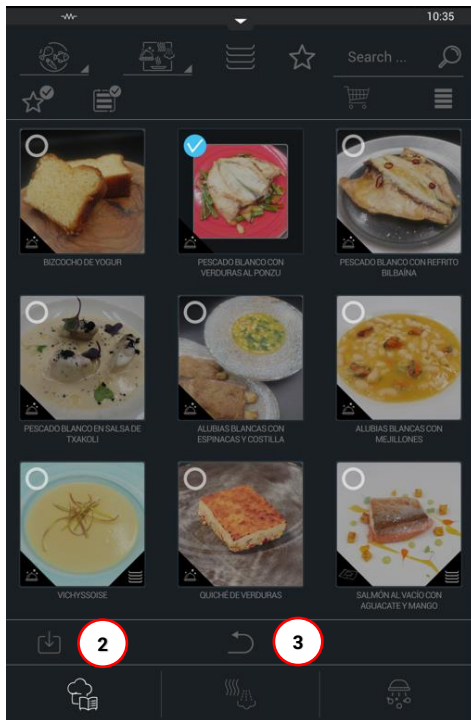 10:35
Search ...
BIZCOCHO DE YOGUR
PESCADO BLANCO CON
VERDURAS AL PONZU
PESCADO BLANCO CON REFRITO
BILBAÍNA
PESCADO BLANCO EN SALSA DE
TXAKOLI
ALUBIAS BLANCAS CON
ESPINACAS Y COSTILLA
ALUBIAS BLANCAS CON
MEJILLONES
VICHYSSOISE
QUICHÉ DE VERDURAS
SALMÓN AL VACÍO CON
AGUACATE Y MANGO
2
3